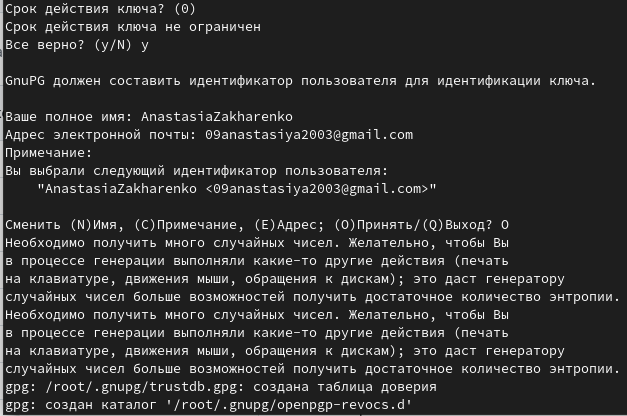 Срок действия ключа? (0)
Срок действия ключа не ограничен
Все верно? (y/N) y
GnuPG должен составить идентификатор пользователя для идентификации ключа.
Ваше полное имя: AnastasiaZakharenko
Адрес электронной почты: 09anastasiya2003@gmail.com
Примечание:
Вы выбрали следующий идентификатор пользователя:
"AnastasiaZakharenko <09anastasiya2003@gmail.com>"
Сменить (N)Имя, (C)Примечание, (E)Адрес; (O)Принять/(Q)Выход? O
Необходимо получить много случайных чисел. Желательно, чтобы Вы
в процессе генерации выполняли какие-то другие действия (печать
на клавиатуре, движения мыши, обращения к дискам); это даст генератору
случайных чисел больше возможностей получить достаточное количество энтропии.
Необходимо получить много случайных чисел. Желательно, чтобы Вы
в процессе генерации выполняли какие-то другие действия (печать
на клавиатуре, движения мыши, обращения к дискам); это даст генератору
случайных чисел больше возможностей получить достаточное количество энтропии.
gpg: /root/.gnupg/trustdb.gpg: создана таблица доверия
gpg: создан каталог '/root/.gnupg/openpgp-revocs.d'